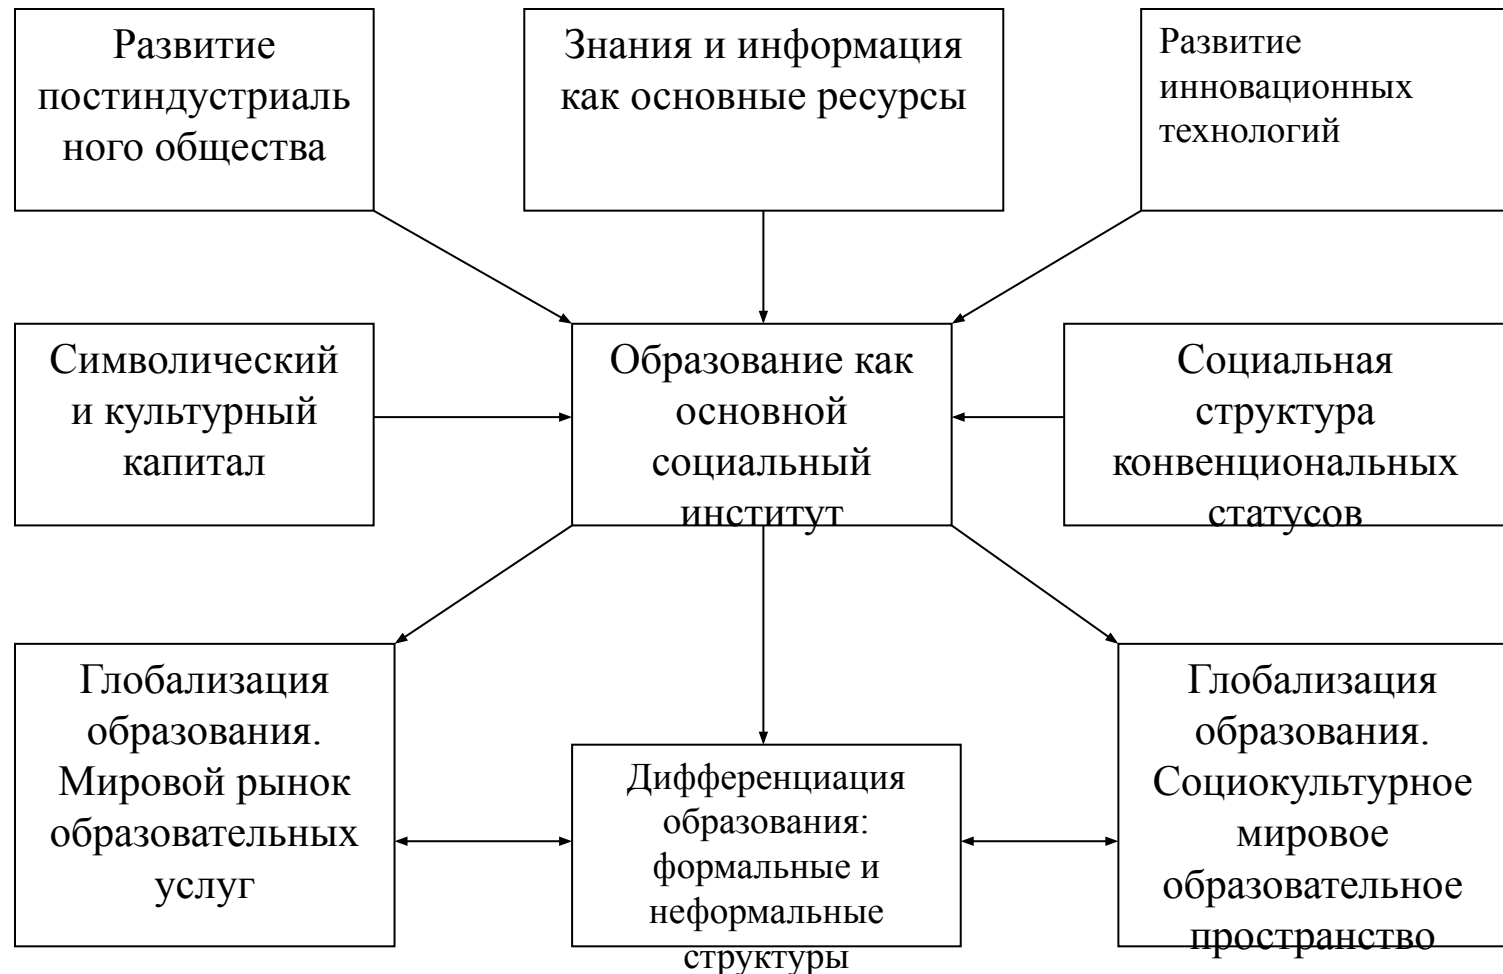 Развитие
постиндустриаль
ного общества
Знания и информация
как основные ресурсы
Развитие
инновационных
технологий
Символический
и культурный
капитал
Образование как
основной
социальный
институт
Социальная
структура
конвенциональных
статусов
Глобализация
образования.
Мировой рынок
образовательных
услуг
Дифференциация
образования:
формальные и
неформальные
структуры
Глобализация
образования.
Социокультурное
мировое
образовательное
пространство